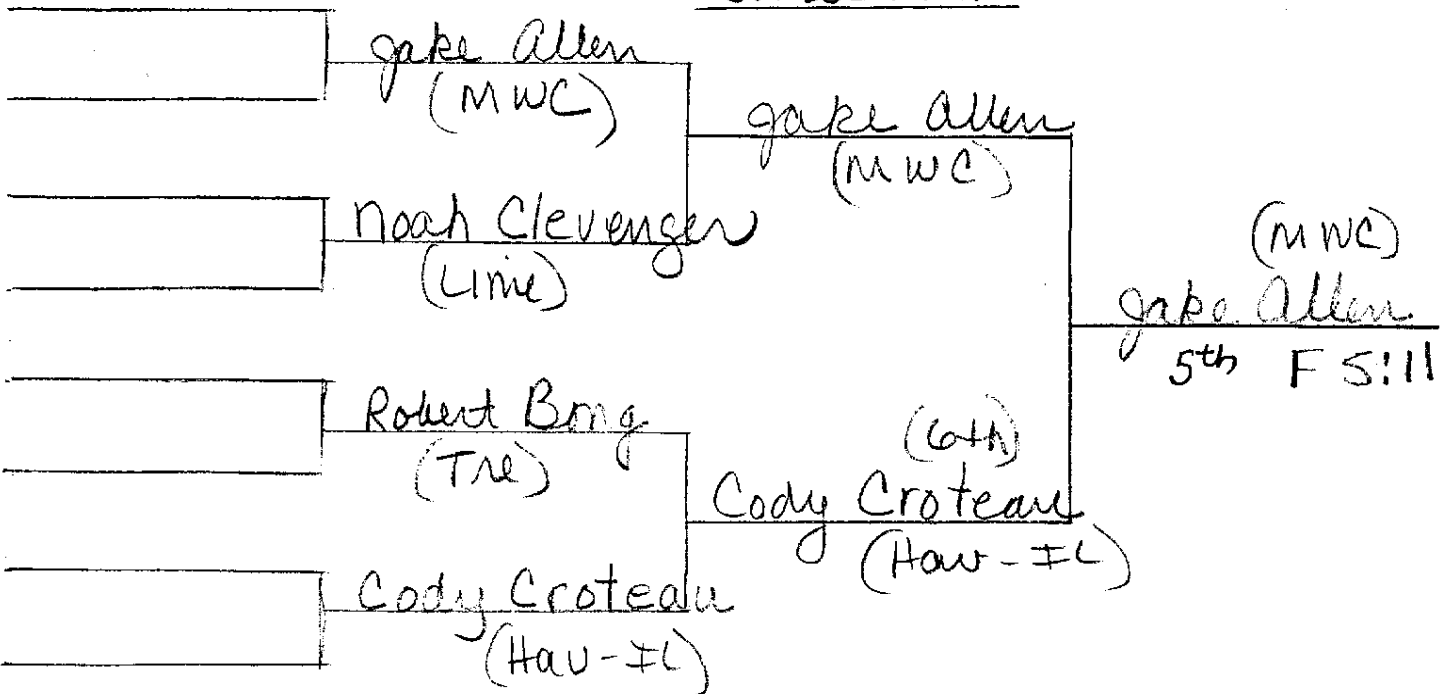 Jake Allen
(MWC)
Noah Clevenger
(Lime)
Robert Bong
(Tre)
Cody Croteau
(Hav-IL)
Jake Allen
(MWC)
(6th)
Cody Croteau
(Hav-IL)
(MWC)
Jake Allen
5th F 5:11